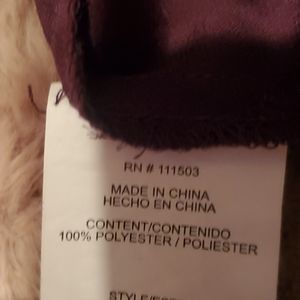 RN # 111503
MADE IN CHINA
HECHO EN CHINA
CONTENT/CONTENIDO
100% POLYESTER / POLIESTER